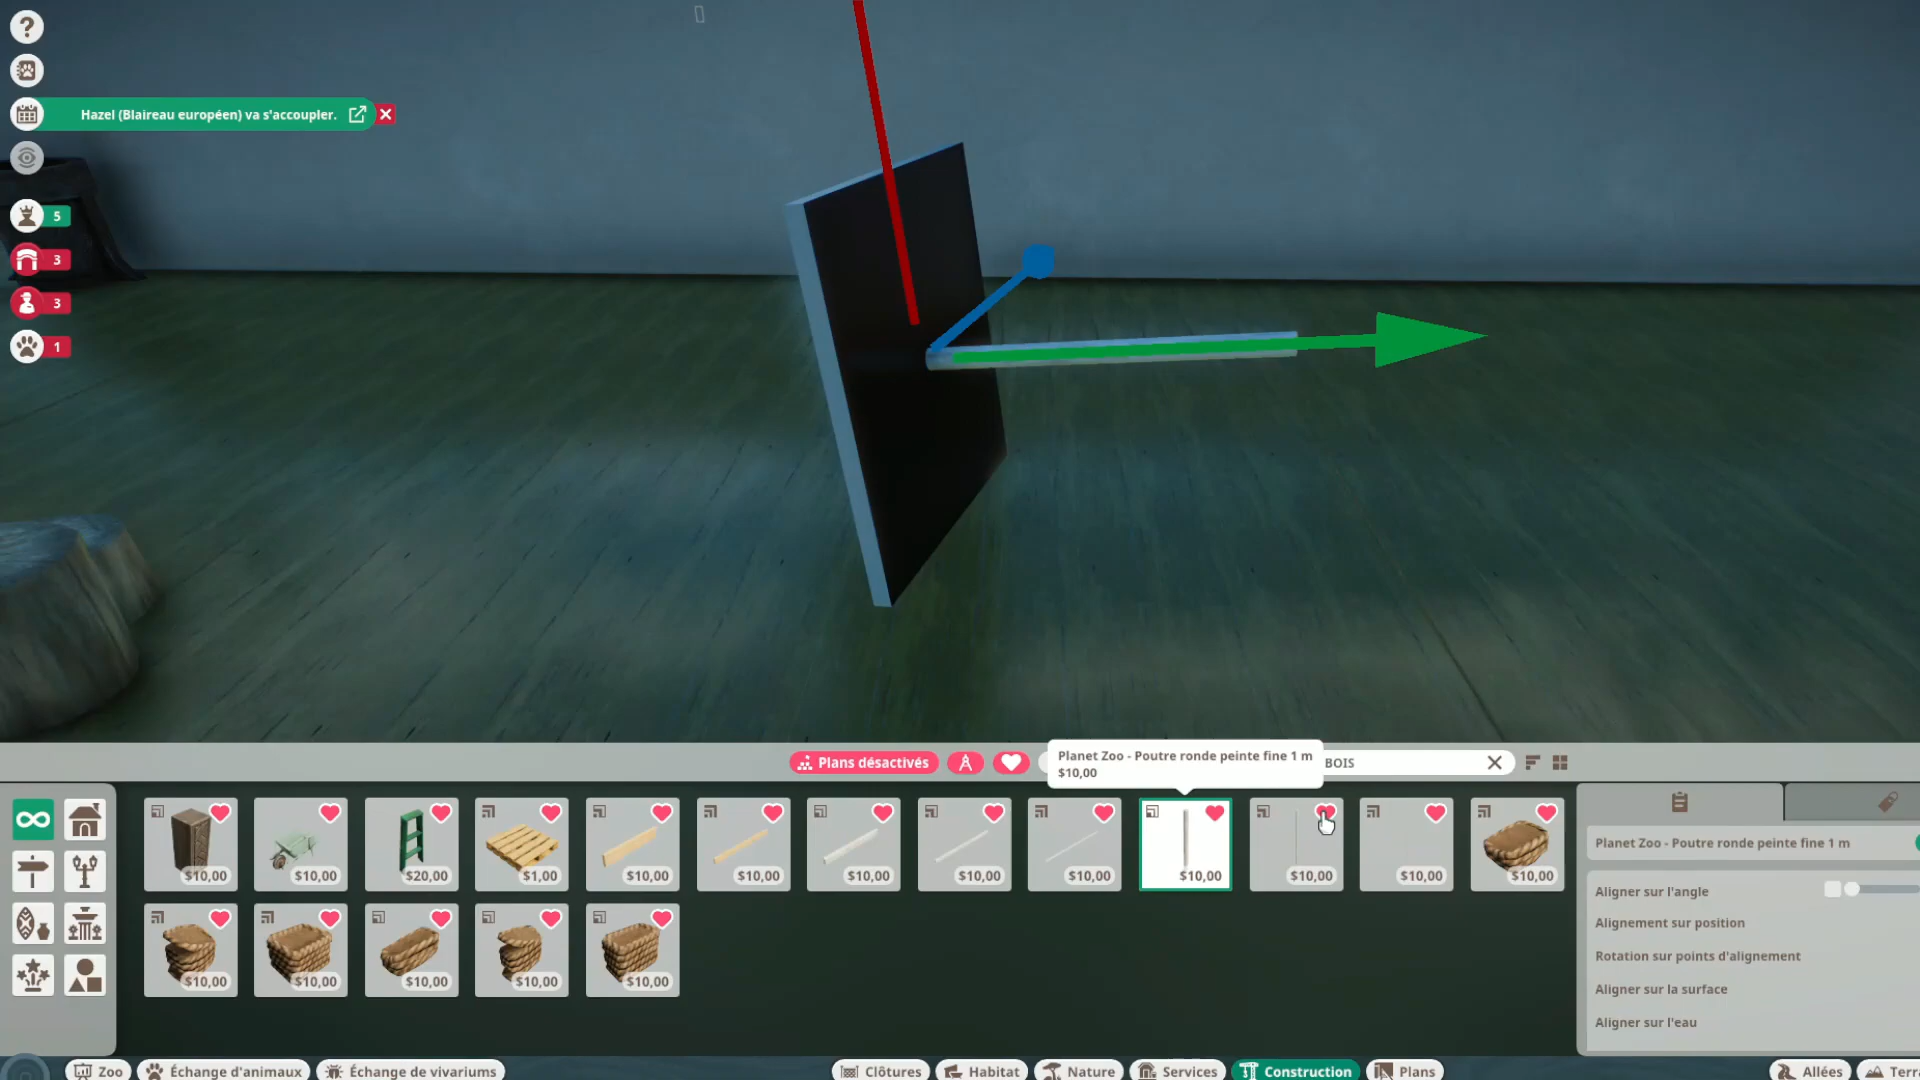 ?
Hazel (Blaireau européen) va s'accoupler.
5
3
3
1
Plans désactivés
Planet Zoo - Poutre ronde peinte fine 1 m
$10,00
BOIS
$10,00
$10,00
$20,00
$1,00
$10,00
$10,00
$10,00
$10,00
$10,00
$10,00
$10,00
$10,00
$10,00
$10,00
$10,00
$10,00
$10,00
$10,00
Planet Zoo - Poutre ronde peinte fine 1 m
Aligner sur l'angle
Alignement sur position
Rotation sur points d'alignement
Aligner sur la surface
Aligner sur l'eau
Zoo
Échange d'animaux
Échange de vivariums
Clôtures
Habitat
Nature
Services
Construction
Plans
Allées
Terra